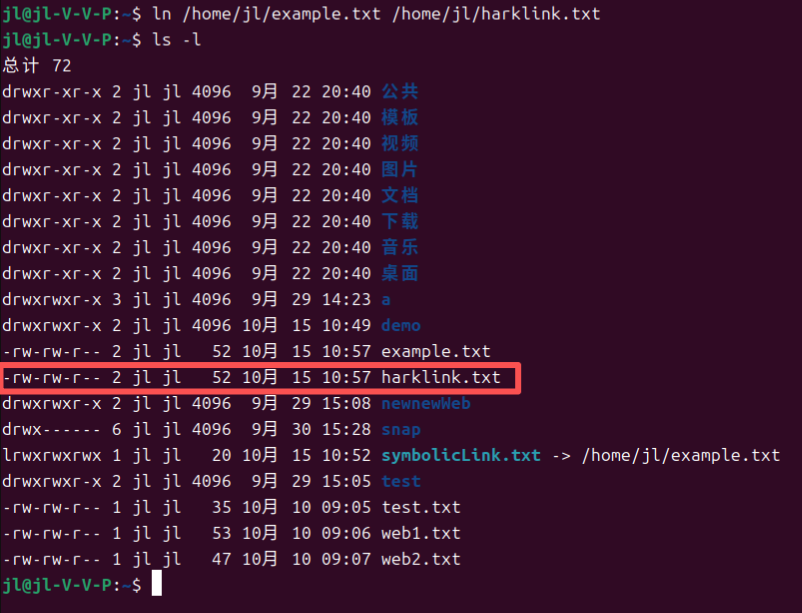 jl@jl-V-V-P:~$ ln /home/jl/example.txt /home/jl/harklink.txt
jl@jl-V-V-P:~$ ls -l
总计 72
drwxr-xr-x 2 jl jl 4096  9月 22 20:40 公共
drwxr-xr-x 2 jl jl 4096  9月 22 20:40 模板
drwxr-xr-x 2 jl jl 4096  9月 22 20:40 视频
drwxr-xr-x 2 jl jl 4096  9月 22 20:40 图片
drwxr-xr-x 2 jl jl 4096  9月 22 20:40 文档
drwxr-xr-x 2 jl jl 4096  9月 22 20:40 下载
drwxr-xr-x 2 jl jl 4096  9月 22 20:40 音乐
drwxr-xr-x 2 jl jl 4096  9月 22 20:40 桌面
drwxrwxr-x 3 jl jl 4096  9月 29 14:23 a
drwxrwxr-x 2 jl jl 4096 10月 15 10:49 demo
-rw-rw-r-- 2 jl jl   52 10月 15 10:57 example.txt
-rw-rw-r-- 2 jl jl   52 10月 15 10:57 harklink.txt
drwxrwxr-x 2 jl jl 4096  9月 29 15:08 newnewWeb
drwx------ 6 jl jl 4096  9月 30 15:28 snap
lrwxrwxrwx 1 jl jl   20 10月 15 10:52 symbolicLink.txt -> /home/jl/example.txt
drwxrwxr-x 2 jl jl 4096  9月 29 15:05 test
-rw-rw-r-- 1 jl jl   35 10月 10 09:05 test.txt
-rw-rw-r-- 1 jl jl   53 10月 10 09:06 web1.txt
-rw-rw-r-- 1 jl jl   47 10月 10 09:07 web2.txt
jl@jl-V-V-P:~$